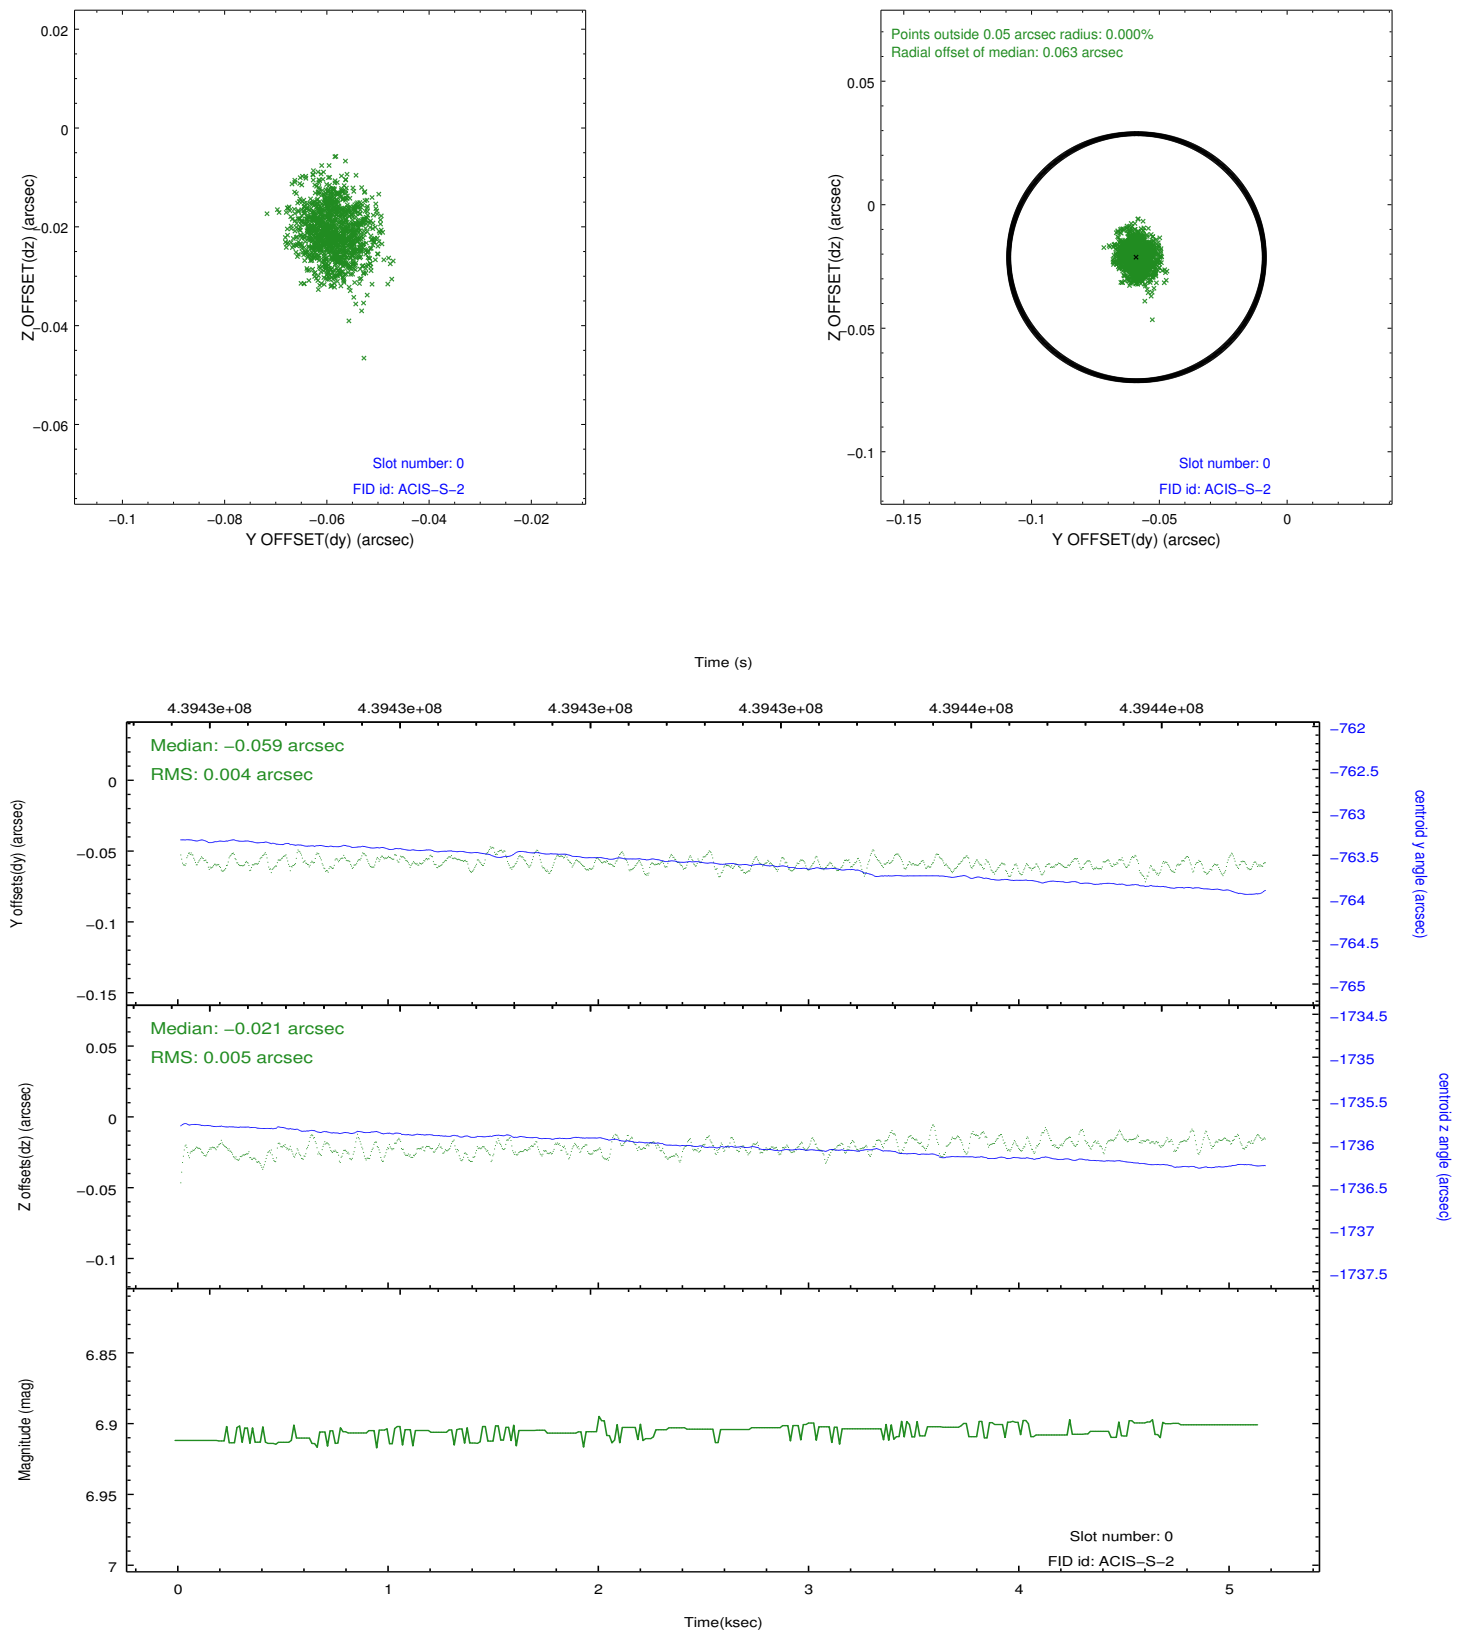 0.02
0
−0.02
−0.04
−0.06
Z OFFSET(dz) (arcsec)
Slot number: 0
FID id: ACIS−S−2
−0.1
−0.08
−0.06
−0.04
−0.02
Y OFFSET(dy) (arcsec)
Points outside 0.05 arcsec radius: 0.000%
Radial offset of median: 0.063 arcsec
0.05
0
−0.05
−0.1
Z OFFSET(dz) (arcsec)
Slot number: 0
FID id: ACIS−S−2
−0.15
−0.1
−0.05
0
Y OFFSET(dy) (arcsec)
Time (s)
4.3943e+08
4.3943e+08
4.3943e+08
4.3943e+08
4.3944e+08
4.3944e+08
Median: −0.059 arcsec
RMS: 0.004 arcsec
0
−0.05
−0.1
−0.15
Y offsets(dy) (arcsec)
−762
−762.5
−763
−763.5
−764
−764.5
−765
centroid y angle (arcsec)
Median: −0.021 arcsec
RMS: 0.005 arcsec
0.05
0
−0.05
−0.1
Z offsets(dz) (arcsec)
−1734.5
−1735
−1735.5
−1736
−1736.5
−1737
−1737.5
centroid z angle (arcsec)
6.85
6.9
6.95
7
Magnitude (mag)
Slot number: 0
FID id: ACIS−S−2
0
1
2
3
4
5
Time(ksec)